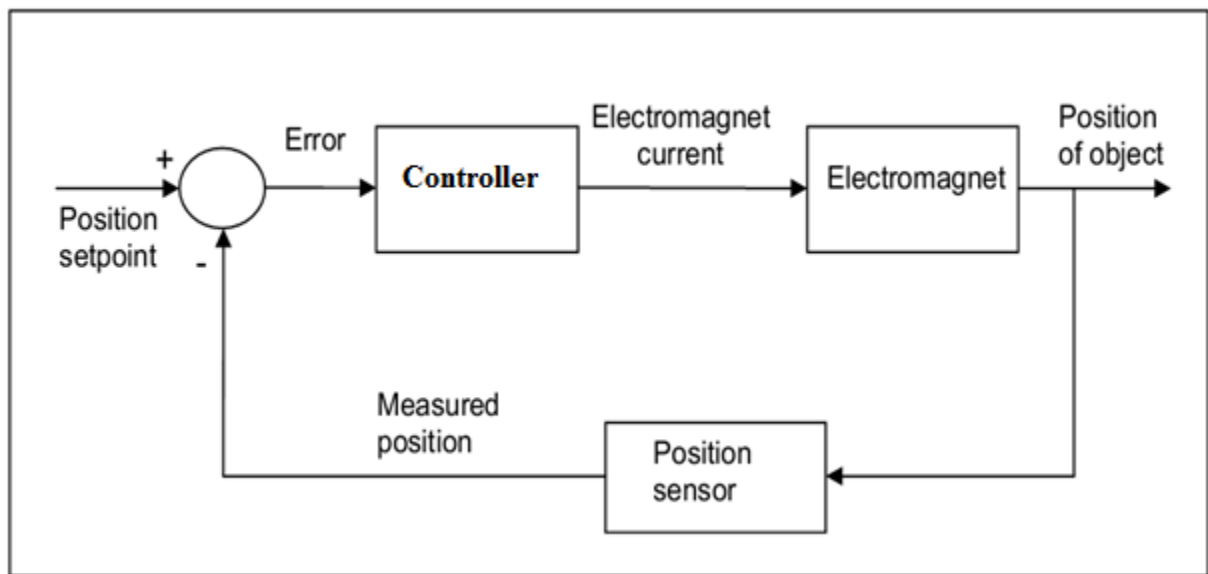 +
Position
setpoint
-
Error
Controller
Electromagnet
current
Electromagnet
Position
of object
Measured
position
Position
sensor